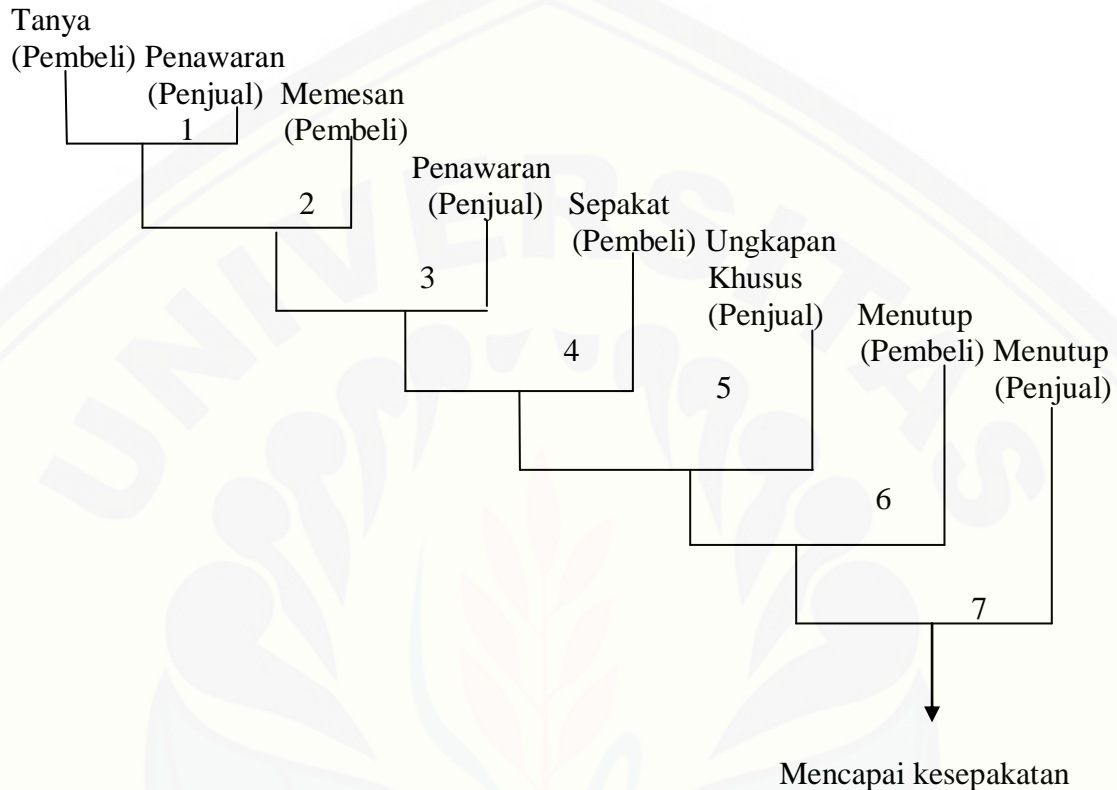 Tanya
(Pembeli) Penawaran
(Penjual) Memesan
1 (Pembeli)
Penawaran
2 (Penjual) Sepakat
(Pembeli) Ungkapan
3 Khusus
(Penjual) Menutup
4 (Pembeli) Menutup
5 (Penjual)
6
7
Mencapai kesepakatan
UNIVERSITAS